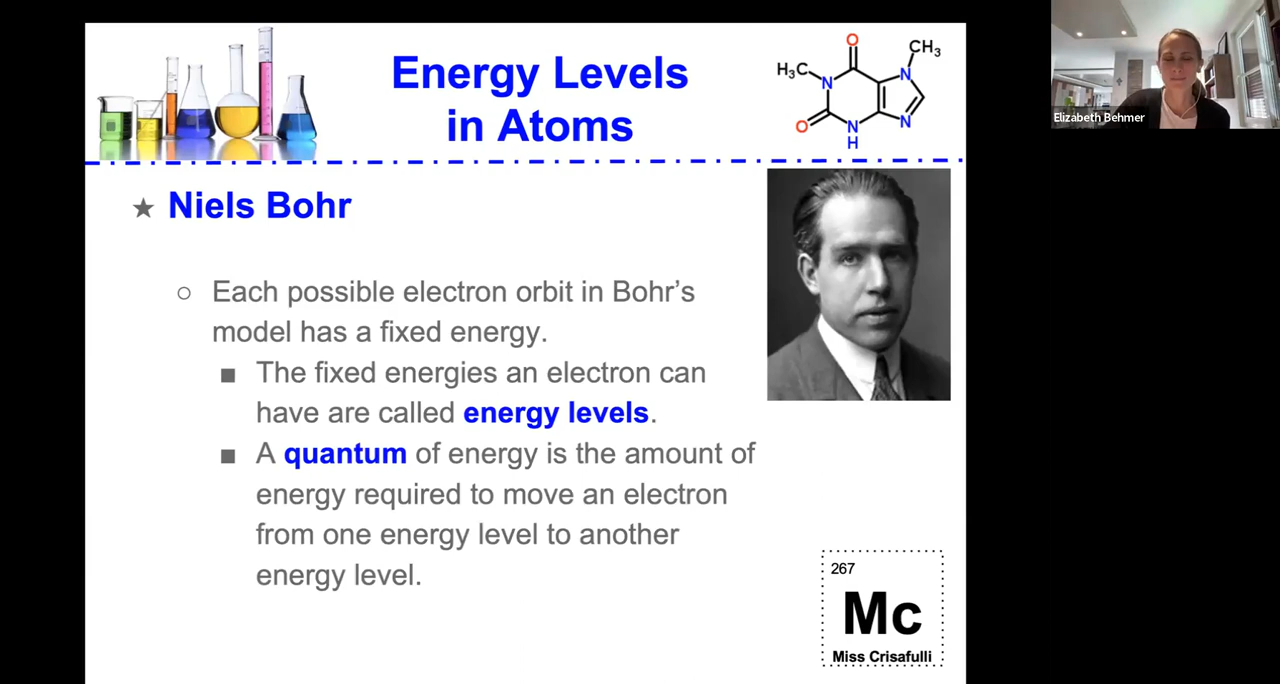 Energy Levels
in Atoms
O
CH₃
H₃C
N
N
O
N
H
N
Elizabeth Behmer
★ Niels Bohr
○ Each possible electron orbit in Bohr’s
model has a fixed energy.
■ The fixed energies an electron can
have are called energy levels.
■ A quantum of energy is the amount of
energy required to move an electron
from one energy level to another
energy level.
267
Mc
Miss Crisafulli